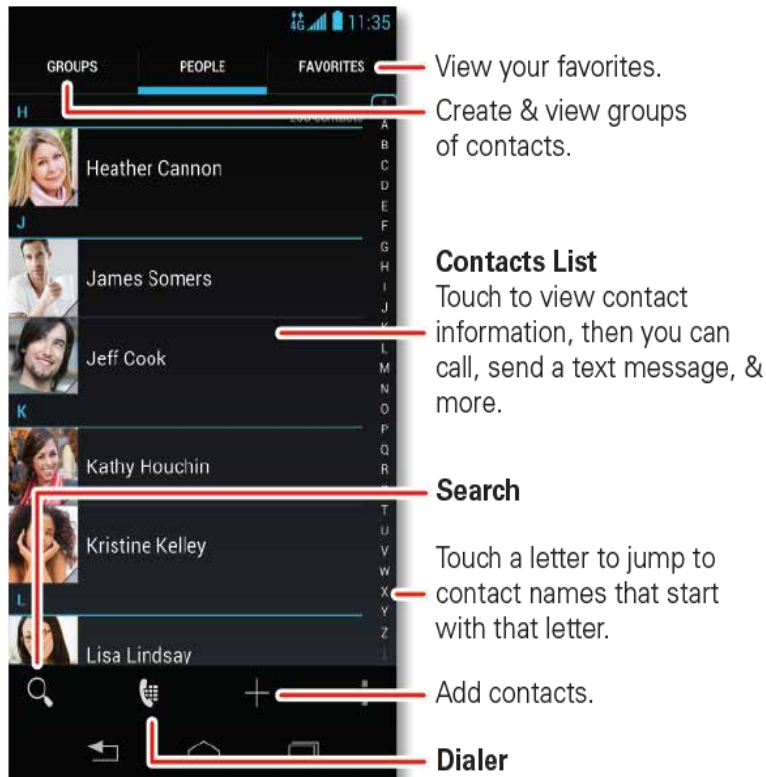 4G 11:35
GROUPS PEOPLE FAVORITES
H
A
B
C
D
E
F
G
H
I
J
L
M
N
O
P
Q
R
T
U
V
W
X
Y
Z
Heather Cannon
J
James Somers
Jeff Cook
K
Kathy Houchin
Kristine Kelley
L
Lisa Lindsay
View your favorites.
Create & view groups
of contacts.
Contacts List
Touch to view contact
information, then you can
call, send a text message, &
more.
Search
Touch a letter to jump to
contact names that start
with that letter.
Add contacts.
Dialer